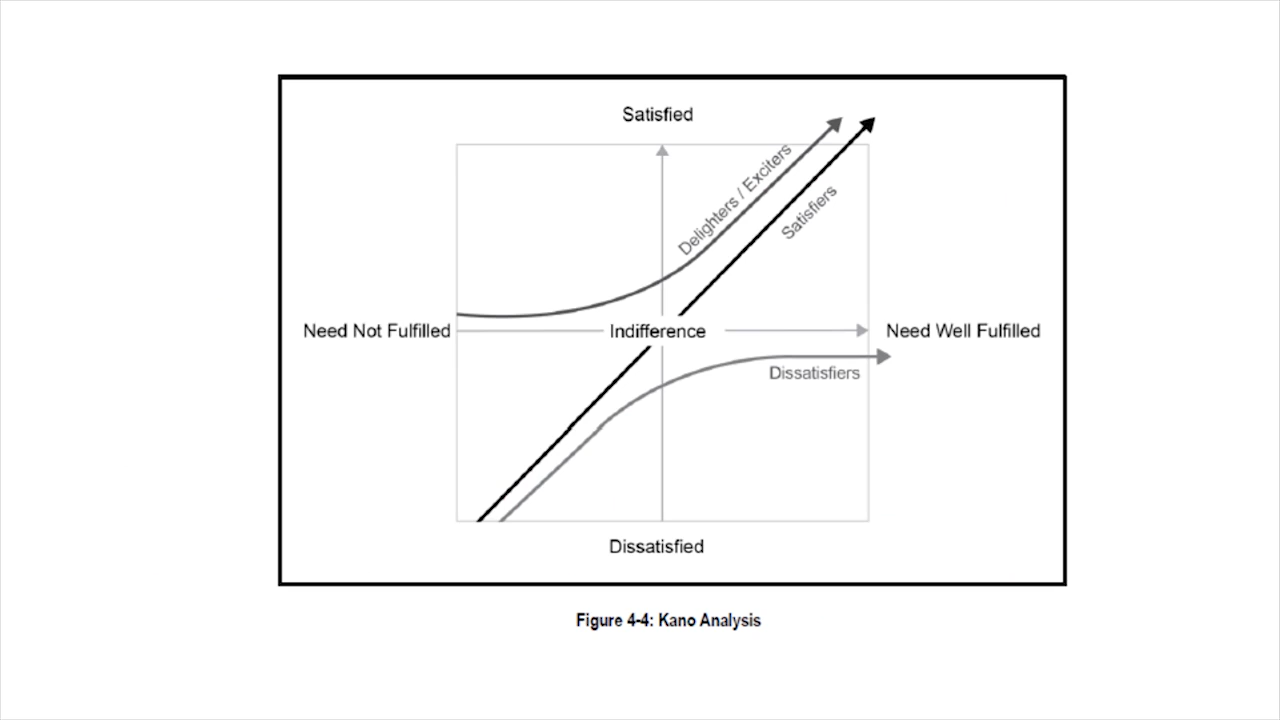 Satisfied
Delighters / Exciters
Satisfiers
Need Not Fulfilled
Indifference
Need Well Fulfilled
Dissatisfiers
Dissatisfied
Figure 4-4: Kano Analysis